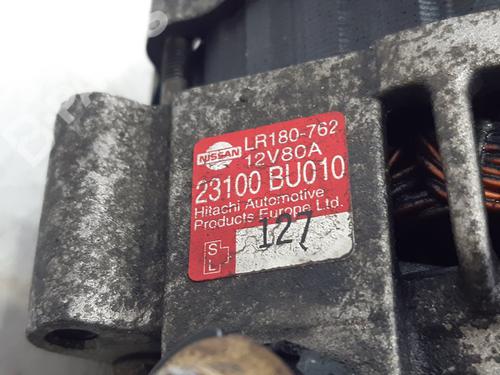 NISSAN
LR180-762
12V80A
23100 BU010
Hitachi Automotive
Products Europe Ltd.
127
S
L